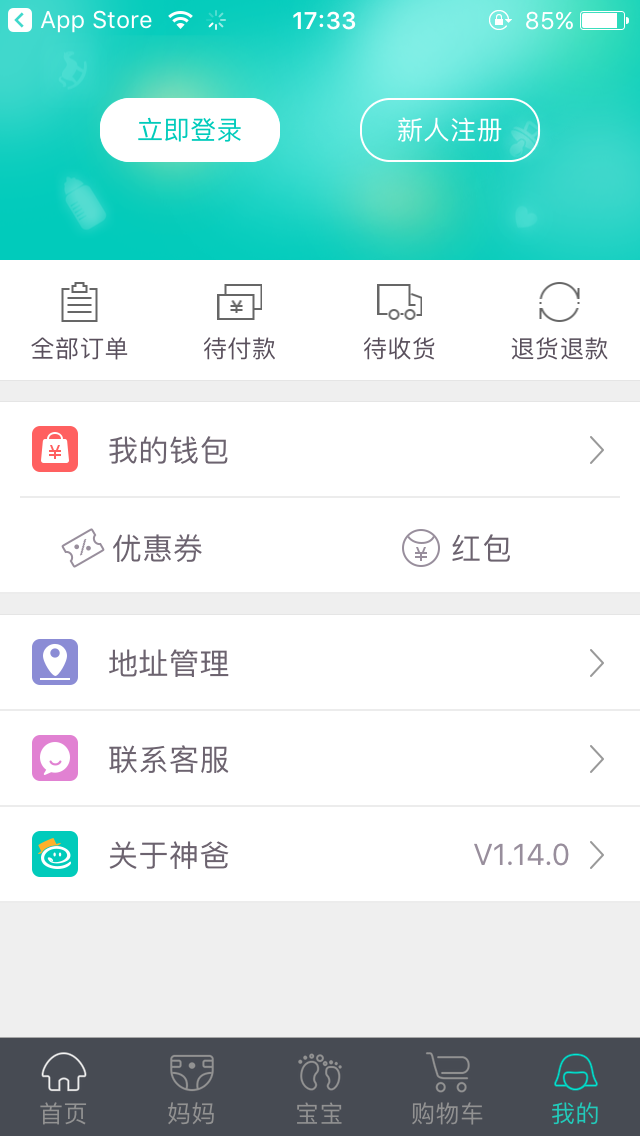 App Store 17:33 85%
立即登录 新人注册
全部订单 待付款 待收货 退货退款
我的钱包
优惠券 红包
地址管理
联系客服
关于神爸 V1.14.0
首页 妈妈 宝宝 购物车 我的